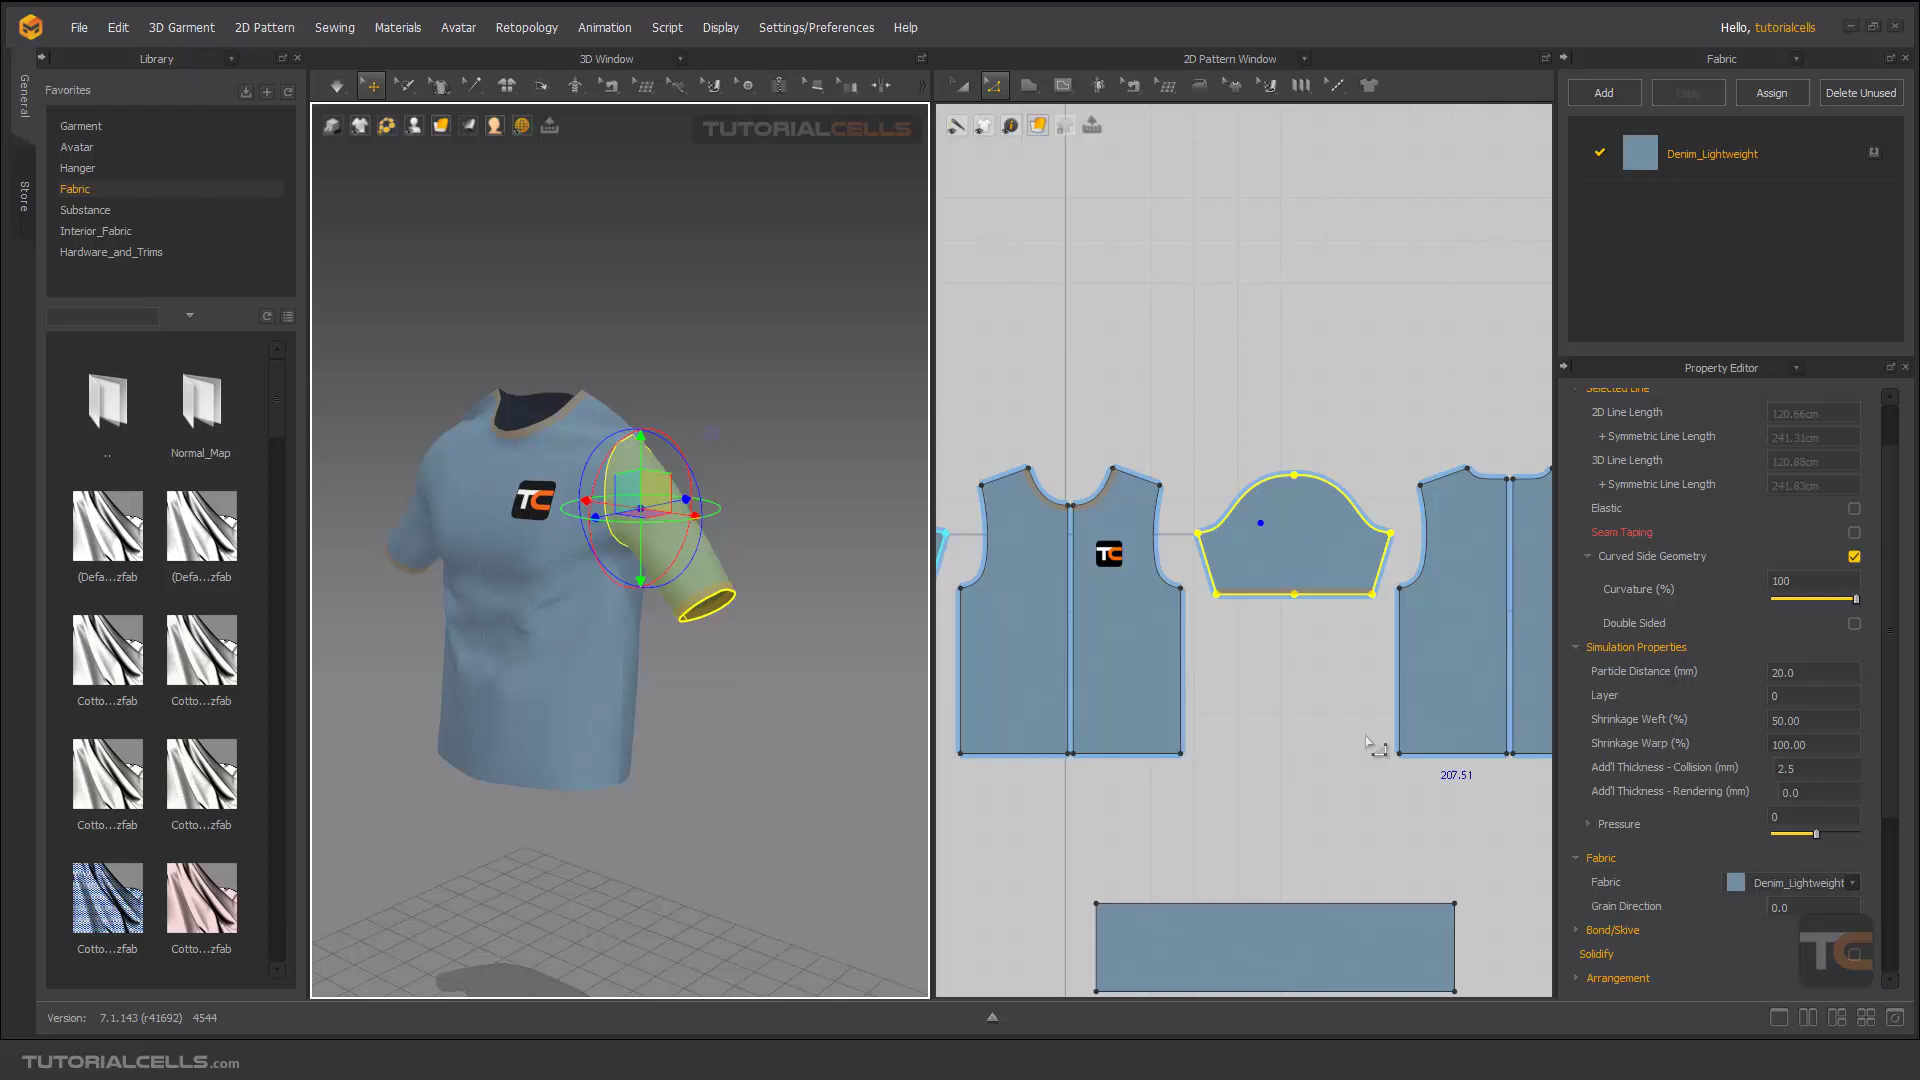 File Edit 3D Garment 2D Pattern Sewing Materials Avatar Retopology Animation Script Display Settings/Preferences Help
Hello, tutorialcells
Library
3D Window
2D Pattern Window
Fabric
General
Store
Favorites
Garment
Avatar
Hanger
Fabric
Substance
Interior_Fabric
Hardware_and_Trims
..
Normal_Map
(Defa...zfab
(Defa...zfab
Cotto...zfab
Cotto...zfab
Cotto...zfab
Cotto...zfab
Cotto...zfab
Cotto...zfab
TUTORIALCELLS
TC
TC
207.51
Add Copy Assign Delete Unused
Denim_Lightweight
Property Editor
Selected Line
2D Line Length 120.66cm
+ Symmetric Line Length 241.31cm
3D Line Length 120.88cm
+ Symmetric Line Length 241.83cm
Elastic
Seam Taping
Curved Side Geometry
Curvature (%) 100
Double Sided
Simulation Properties
Particle Distance (mm) 20.0
Layer 0
Shrinkage Weft (%) 50.00
Shrinkage Warp (%) 100.00
Add'l Thickness - Collision (mm) 2.5
Add'l Thickness - Rendering (mm) 0.0
Pressure 0
Fabric
Fabric Denim_Lightweight
Grain Direction 0.0
Bond/Skive
Solidify
Arrangement
TC
Version: 7.1.143 (r41692) 4544
TUTORIALCELLS.com